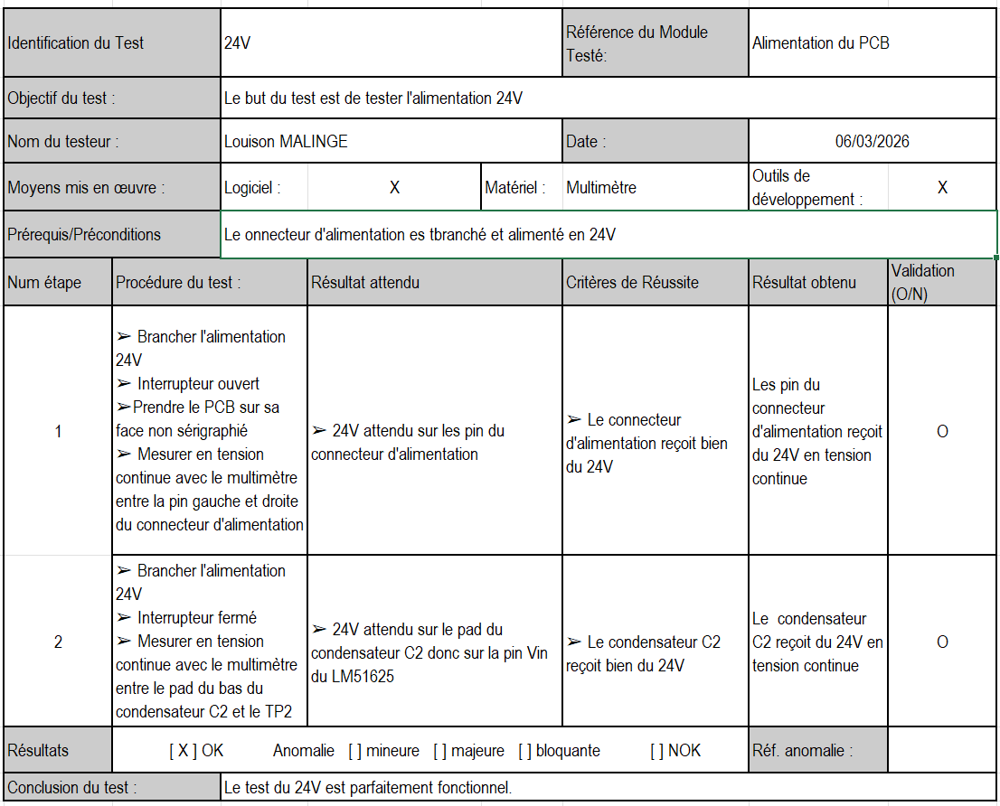 Identification du Test
24V
Référence du Module
Testé:
Alimentation du PCB
Objectif du test :
Le but du test est de tester l'alimentation 24V
Nom du testeur :
Louison MALINGE
Date :
06/03/2026
Moyens mis en œuvre :
Logiciel :
X
Matériel :
Multimètre
Outils de
développement :
X
Prérequis/Préconditions
Le onnecteur d'alimentation es tbranché et alimenté en 24V
Num étape
Procédure du test :
Résultat attendu
Critères de Réussite
Résultat obtenu
Validation
(O/N)
1
➢ Brancher l'alimentation
24V
➢ Interrupteur ouvert
➢Prendre le PCB sur sa
face non sérigraphié
➢ Mesurer en tension
continue avec le multimètre
entre la pin gauche et droite
du connecteur d'alimentation
➢ 24V attendu sur les pin du
connecteur d'alimentation
➢ Le connecteur
d'alimentation reçoit bien
du 24V
Les pin du
connecteur
d'alimentation reçoit
du 24V en tension
continue
O
2
➢ Brancher l'alimentation
24V
➢ Interrupteur fermé
➢ Mesurer en tension
continue avec le multimètre
entre le pad du bas du
condensateur C2 et le TP2
➢ 24V attendu sur le pad du
condensateur C2 donc sur la pin Vin
du LM51625
➢ Le condensateur C2
reçoit bien du 24V
Le  condensateur
C2 reçoit du 24V en
tension continue
O
Résultats
[ X ] OK Anomalie [ ] mineure [ ] majeure [ ] bloquante [ ] NOK
Réf. anomalie :
Conclusion du test :
Le test du 24V est parfaitement fonctionnel.